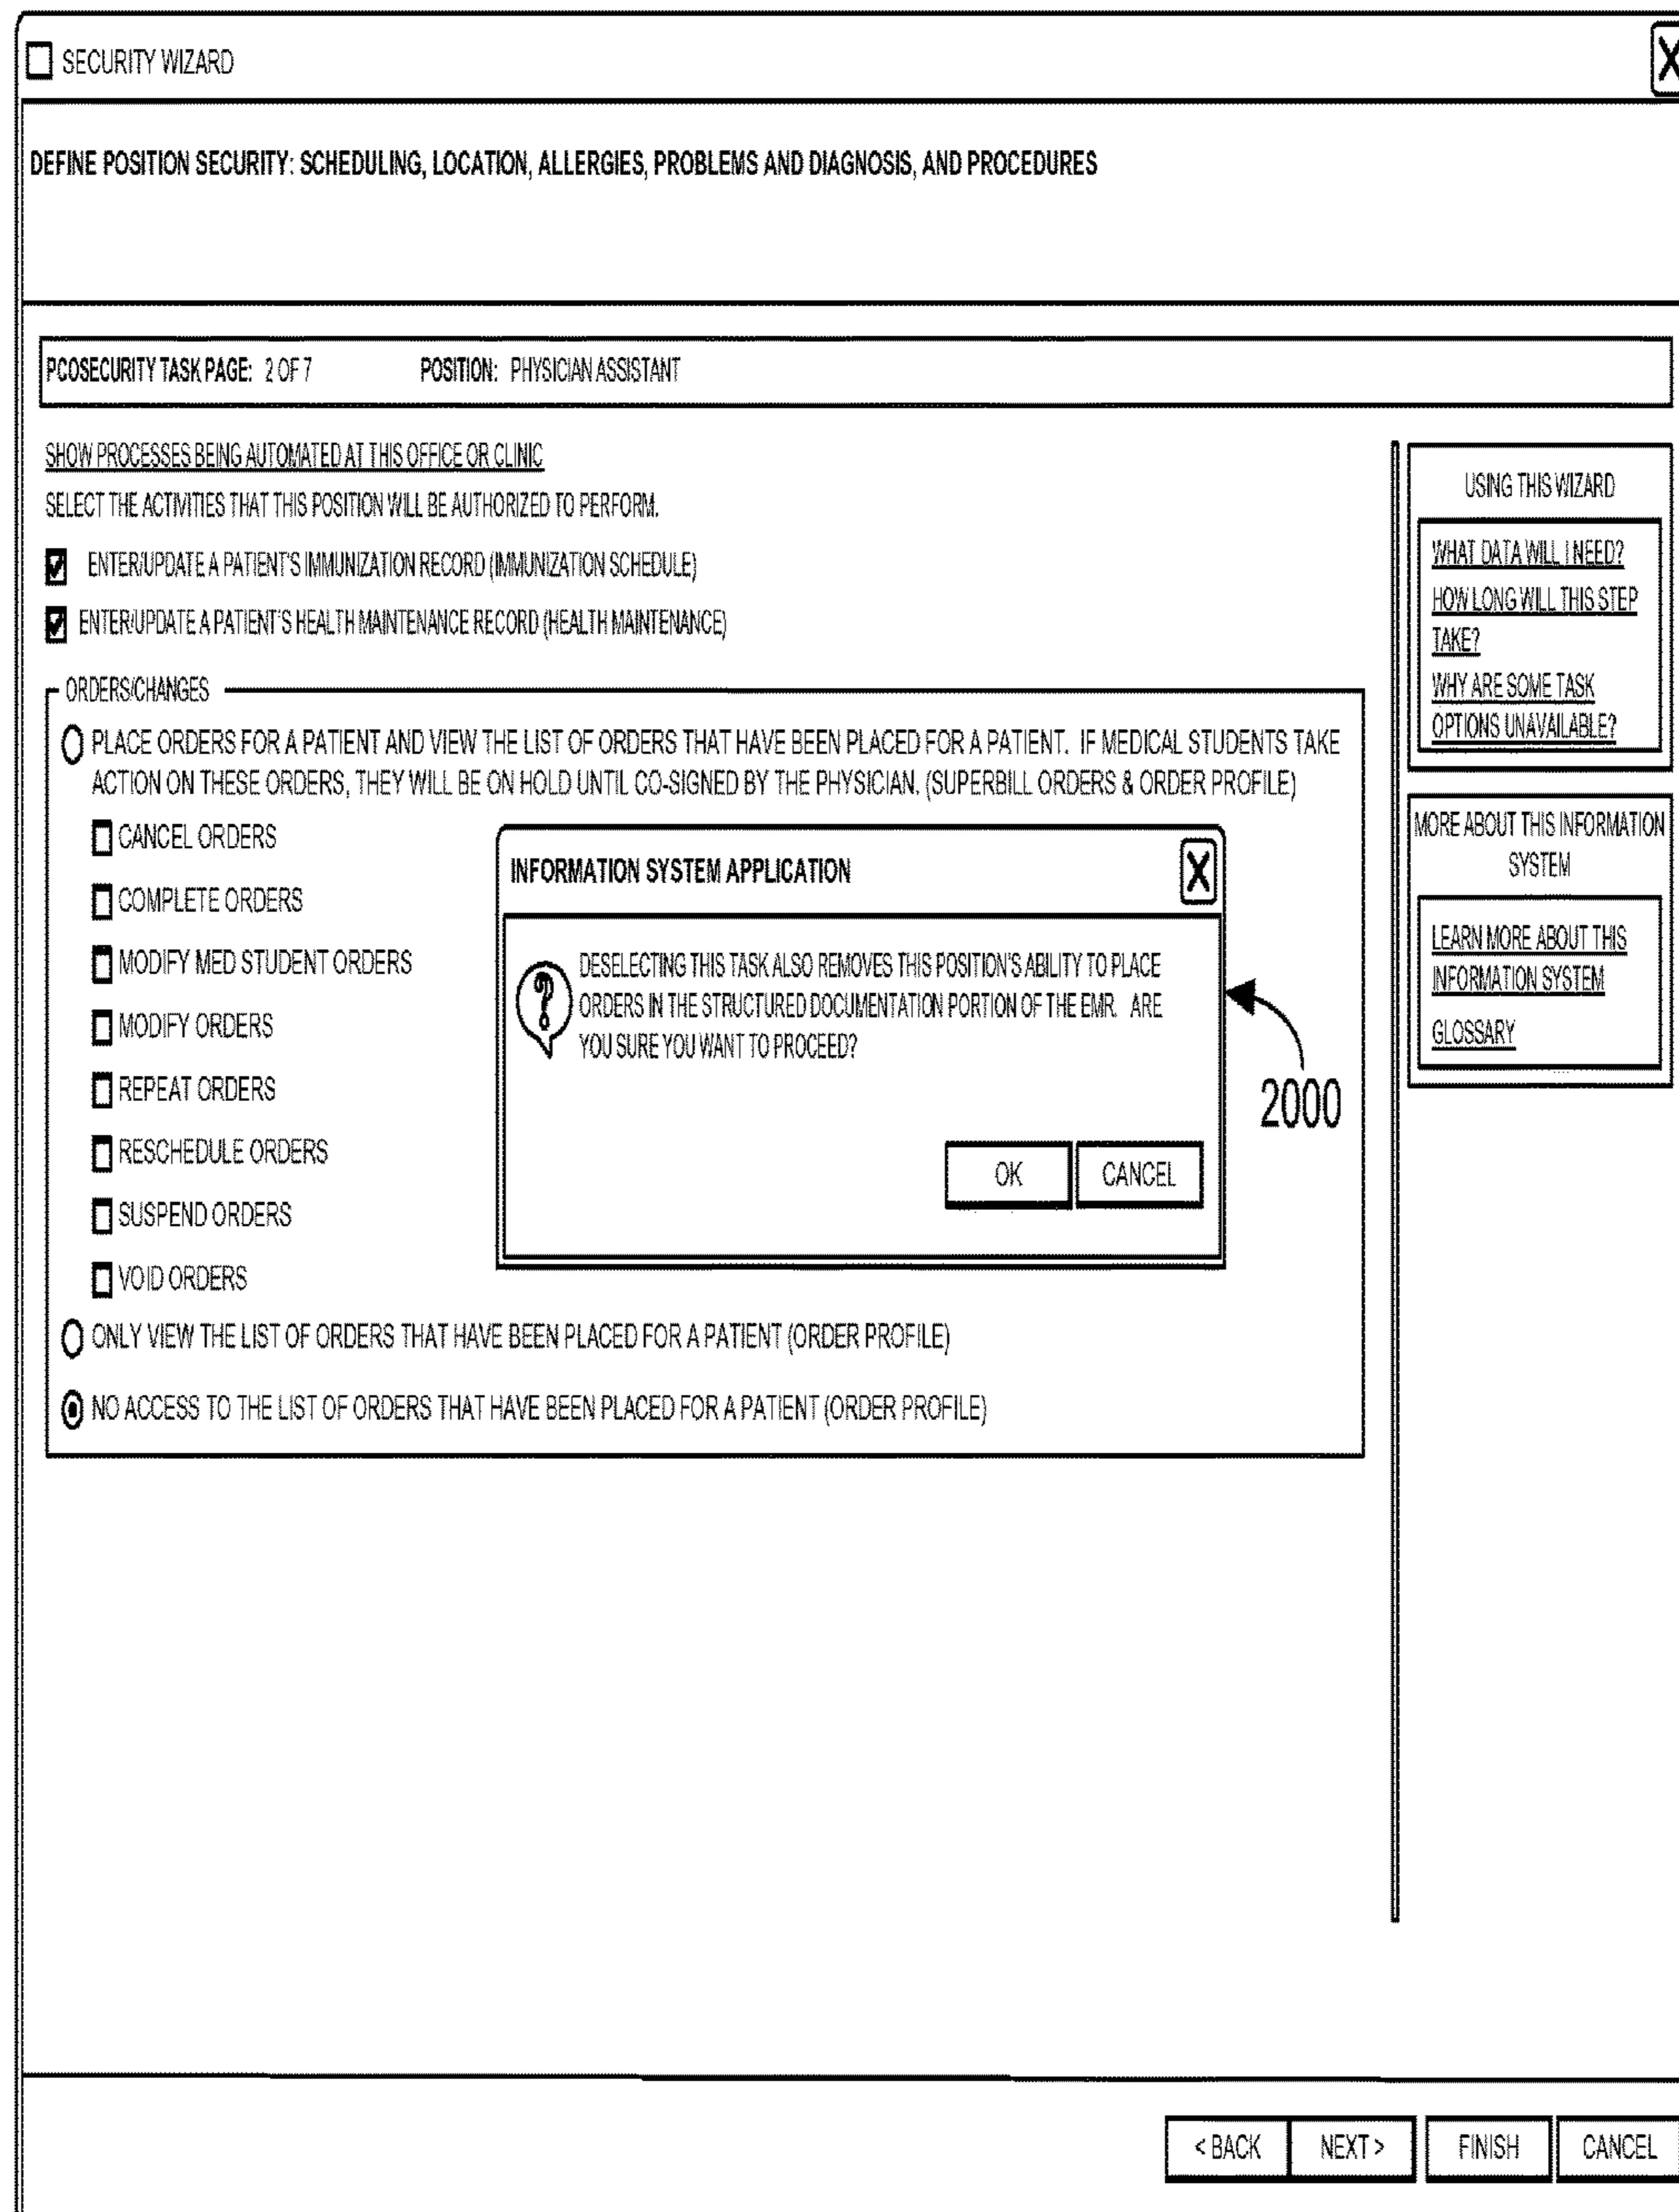 SECURITY WIZARD
X
DEFINE POSITION SECURITY: SCHEDULING, LOCATION, ALLERGIES, PROBLEMS AND DIAGNOSIS, AND PROCEDURES
PCOSECURITY TASK PAGE: 2 OF 7 POSITION: PHYSICIAN ASSISTANT
SHOW PROCESSES BEING AUTOMATED AT THIS OFFICE OR CLINIC
SELECT THE ACTIVITIES THAT THIS POSITION WILL BE AUTHORIZED TO PERFORM.
ENTER/UPDATE A PATIENT'S IMMUNIZATION RECORD (IMMUNIZATION SCHEDULE)
ENTER/UPDATE A PATIENT'S HEALTH MAINTENANCE RECORD (HEALTH MAINTENANCE)
ORDERS/CHANGES
PLACE ORDERS FOR A PATIENT AND VIEW THE LIST OF ORDERS THAT HAVE BEEN PLACED FOR A PATIENT. IF MEDICAL STUDENTS TAKE
ACTION ON THESE ORDERS, THEY WILL BE ON HOLD UNTIL CO-SIGNED BY THE PHYSICIAN. (SUPERBILL ORDERS & ORDER PROFILE)
CANCEL ORDERS
COMPLETE ORDERS
MODIFY MED STUDENT ORDERS
MODIFY ORDERS
REPEAT ORDERS
RESCHEDULE ORDERS
SUSPEND ORDERS
VOID ORDERS
INFORMATION SYSTEM APPLICATION
X
?
DESELECTING THIS TASK ALSO REMOVES THIS POSITION'S ABILITY TO PLACE
ORDERS IN THE STRUCTURED DOCUMENTATION PORTION OF THE EMR. ARE
YOU SURE YOU WANT TO PROCEED?
OK CANCEL
2000
ONLY VIEW THE LIST OF ORDERS THAT HAVE BEEN PLACED FOR A PATIENT (ORDER PROFILE)
NO ACCESS TO THE LIST OF ORDERS THAT HAVE BEEN PLACED FOR A PATIENT (ORDER PROFILE)
USING THIS WIZARD
WHAT DATA WILL I NEED?
HOW LONG WILL THIS STEP
TAKE?
WHY ARE SOME TASK
OPTIONS UNAVAILABLE?
MORE ABOUT THIS INFORMATION
SYSTEM
LEARN MORE ABOUT THIS
INFORMATION SYSTEM
GLOSSARY
< BACK NEXT > FINISH CANCEL